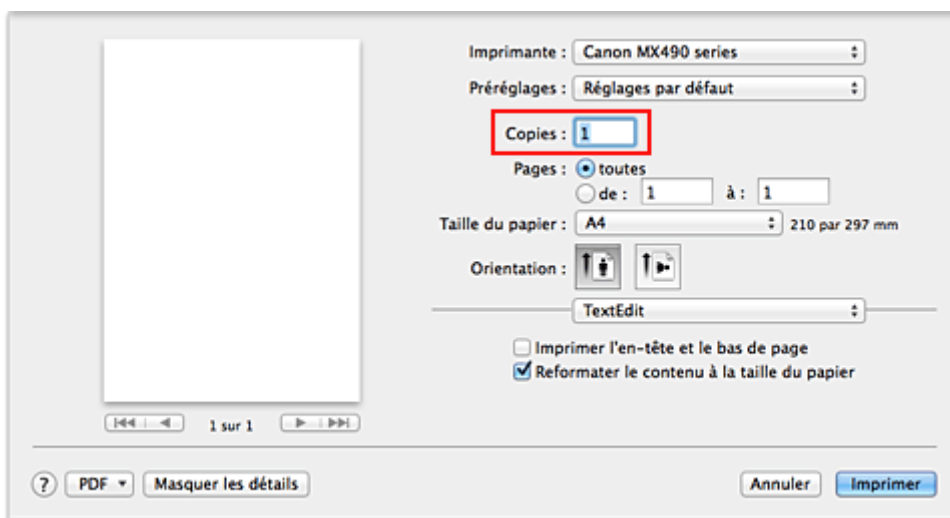 Imprimante : Canon MX490 series
Préréglages : Réglages par défaut
Copies : 1
Pages : toutes
de : 1 à : 1
Taille du papier : A4 210 par 297 mm
Orientation :
TextEdit
Imprimer l'en-tête et le bas de page
Reformater le contenu à la taille du papier
1 sur 1
? PDF Masquer les détails Annuler Imprimer